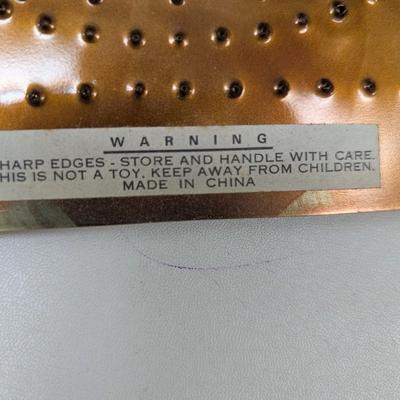 WARNING
HARP EDGES - STORE AND HANDLE WITH CARE.
HIS IS NOT A TOY. KEEP AWAY FROM CHILDREN.
MADE IN CHINA